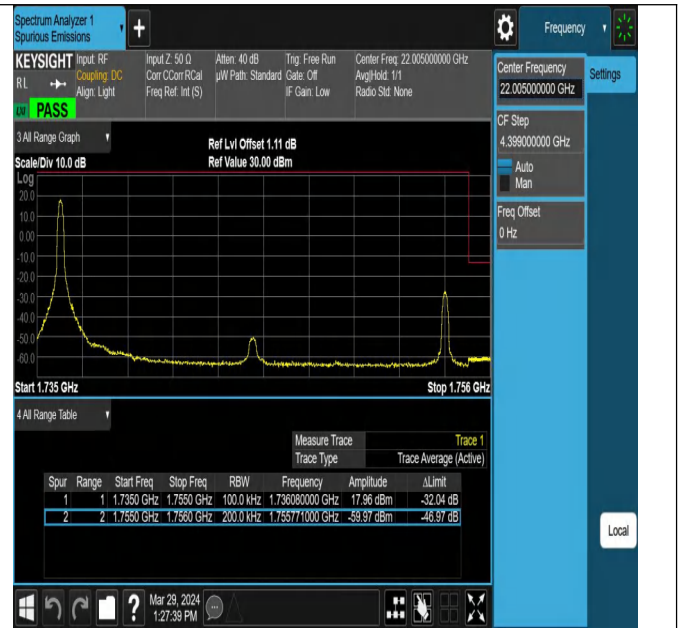 Spectrum Analyzer 1
Spurious Emissions
Frequency
KEYSIGHT Input: RF Input Z: 50 Ω Atten: 40 dB Trig: Free Run Center Freq: 22.005000000 GHz
RL Coupling: DC Corr CCorr RCal µW Path: Standard Gate: Off Avg|Hold: 1/1
Align: Light Freq Ref: Int (S) IF Gain: Low Radio Std: None
PASS
Center Frequency
22.005000000 GHz
Settings
CF Step
4.399000000 GHz
Auto
Man
Freq Offset
0 Hz
3 All Range Graph
Ref Lvl Offset 1.11 dB
Scale/Div 10.0 dB Ref Value 30.00 dBm
Log
20.0
10.0
0.00
-10.0
-20.0
-30.0
-40.0
-50.0
-60.0
Start 1.735 GHz Stop 1.756 GHz
4 All Range Table
Measure Trace Trace 1
Trace Type Trace Average (Active)
Spur Range Start Freq Stop Freq RBW Frequency Amplitude ΔLimit
1 1 1.7350 GHz 1.7550 GHz 100.0 kHz 1.736080000 GHz 17.96 dBm -32.04 dB
2 2 1.7550 GHz 1.7560 GHz 200.0 kHz 1.755771000 GHz -59.97 dBm -46.97 dB
Local
? Mar 29, 2024
1:27:39 PM